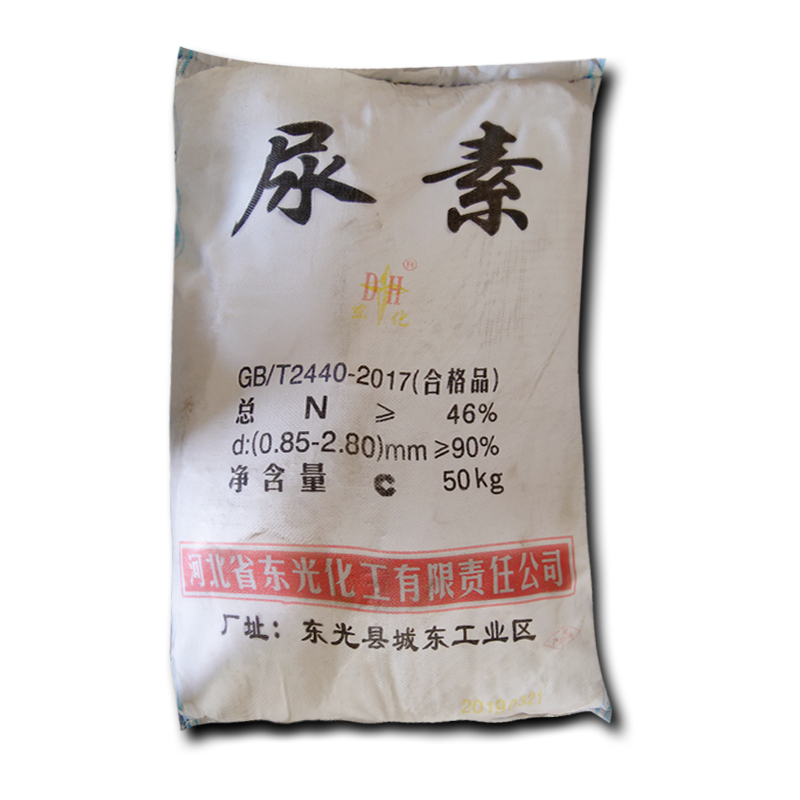 尿素
DH®
东化
GB/T2440-2017(合格品)
总 N ≥ 46%
d:(0.85-2.80)mm ≥90%
净含量 C 50kg
河北省东光化工有限责任公司
厂址：东光县城东工业区